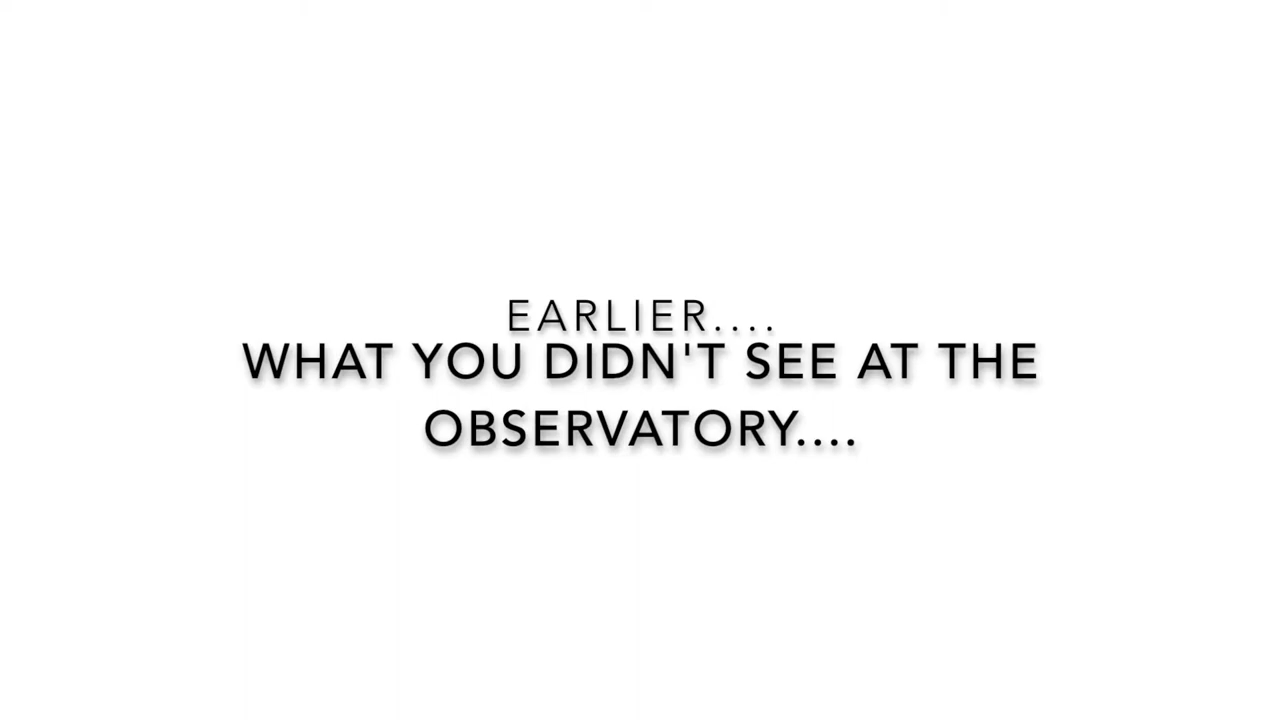 EARLIER....
WHAT YOU DIDN'T SEE AT THE
OBSERVATORY....